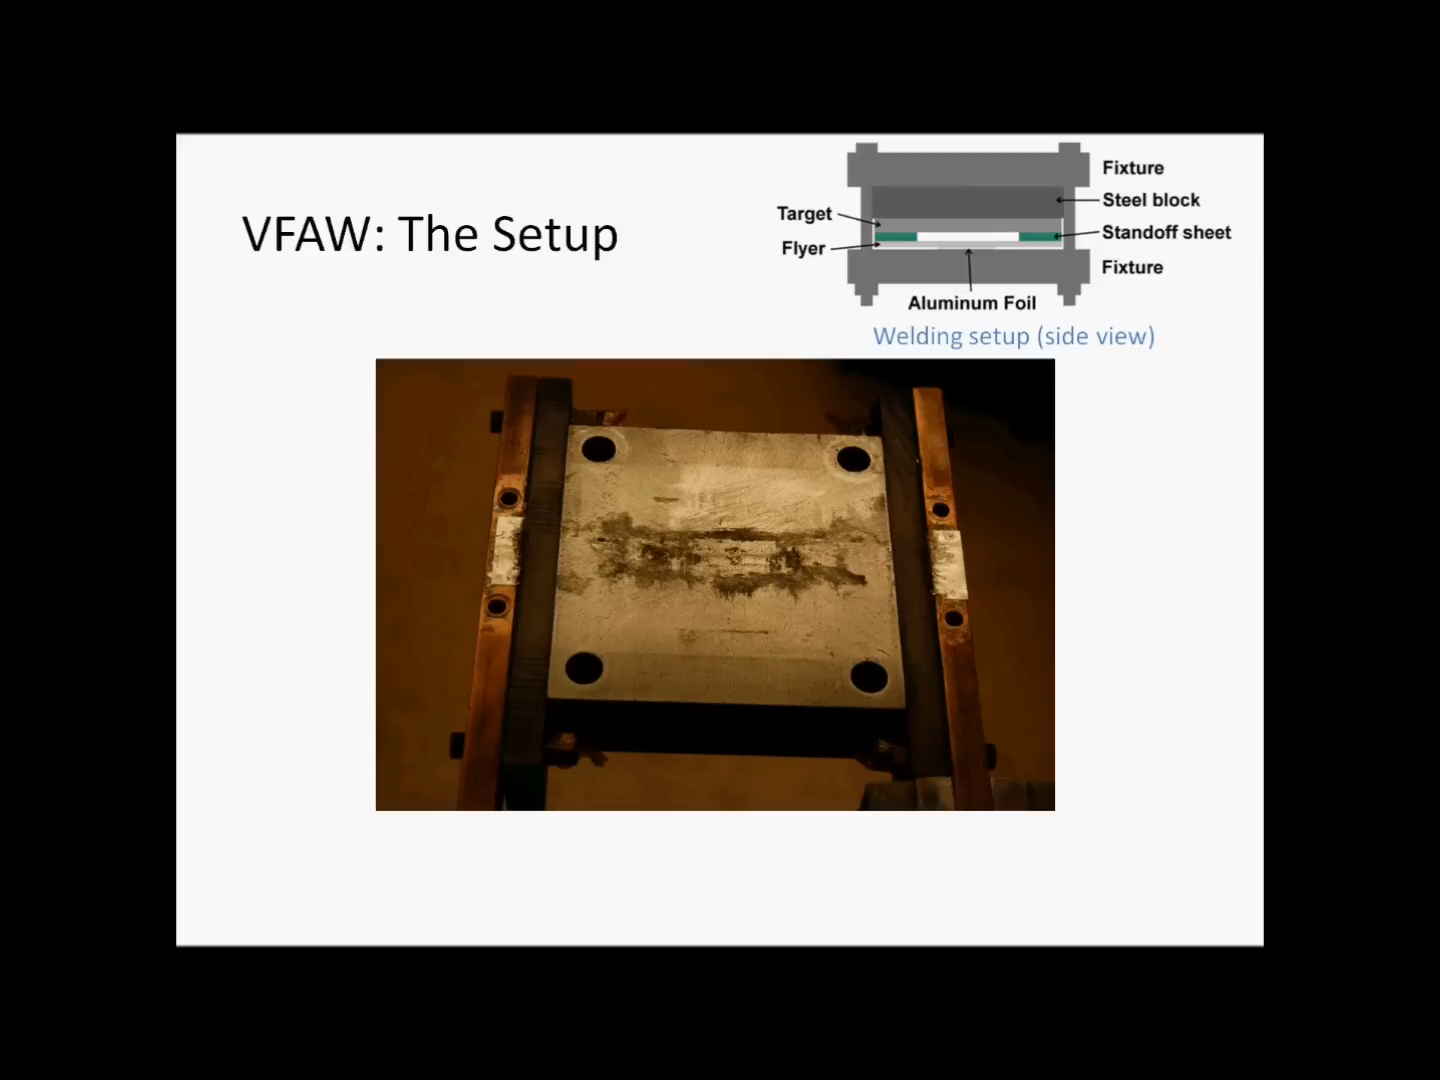 VFAW: The Setup
Fixture
Steel block
Target
Standoff sheet
Flyer
Fixture
Aluminum Foil
Welding setup (side view)